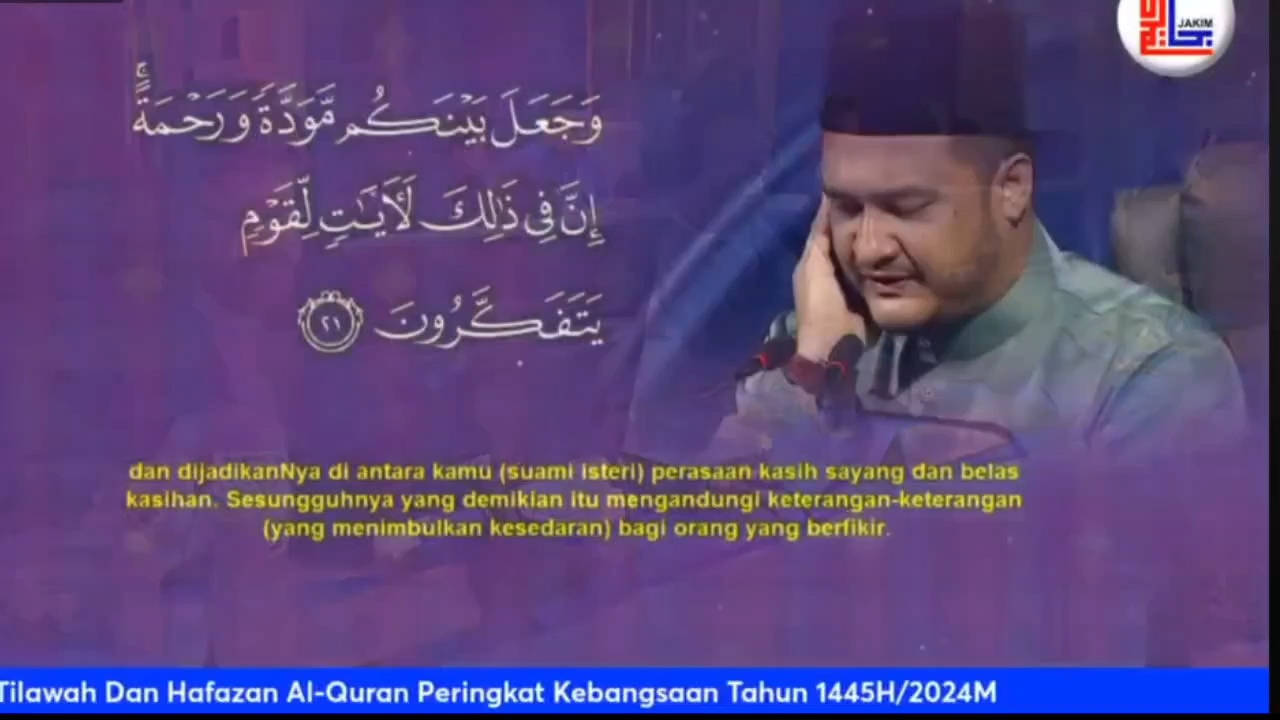 JAKIM
وَجَعَلَ بَيْنَكُم مَّوَدَّةً وَرَحْمَةً ۚ
إِنَّ فِي ذَٰلِكَ لَآيَاتٍ لِّقَوْمٍ
يَتَفَكَّرُونَ ٢١
dan dijadikanNya di antara kamu (suami isteri) perasaan kasih sayang dan belas
kasihan. Sesungguhnya yang demikian itu mengandungi keterangan-keterangan
(yang menimbulkan kesedaran) bagi orang yang berfikir.
Tilawah Dan Hafazan Al-Quran Peringkat Kebangsaan Tahun 1445H/2024M